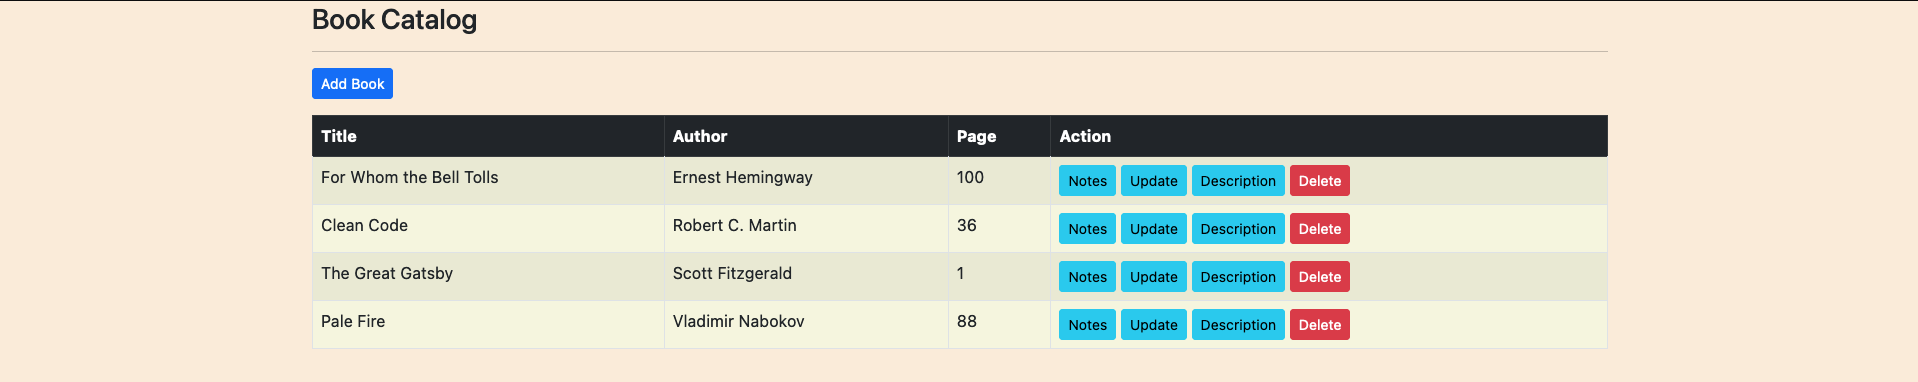 Book Catalog
Add Book
Title Author Page Action
For Whom the Bell Tolls Ernest Hemingway 100 Notes Update Description Delete
Clean Code Robert C. Martin 36 Notes Update Description Delete
The Great Gatsby Scott Fitzgerald 1 Notes Update Description Delete
Pale Fire Vladimir Nabokov 88 Notes Update Description Delete